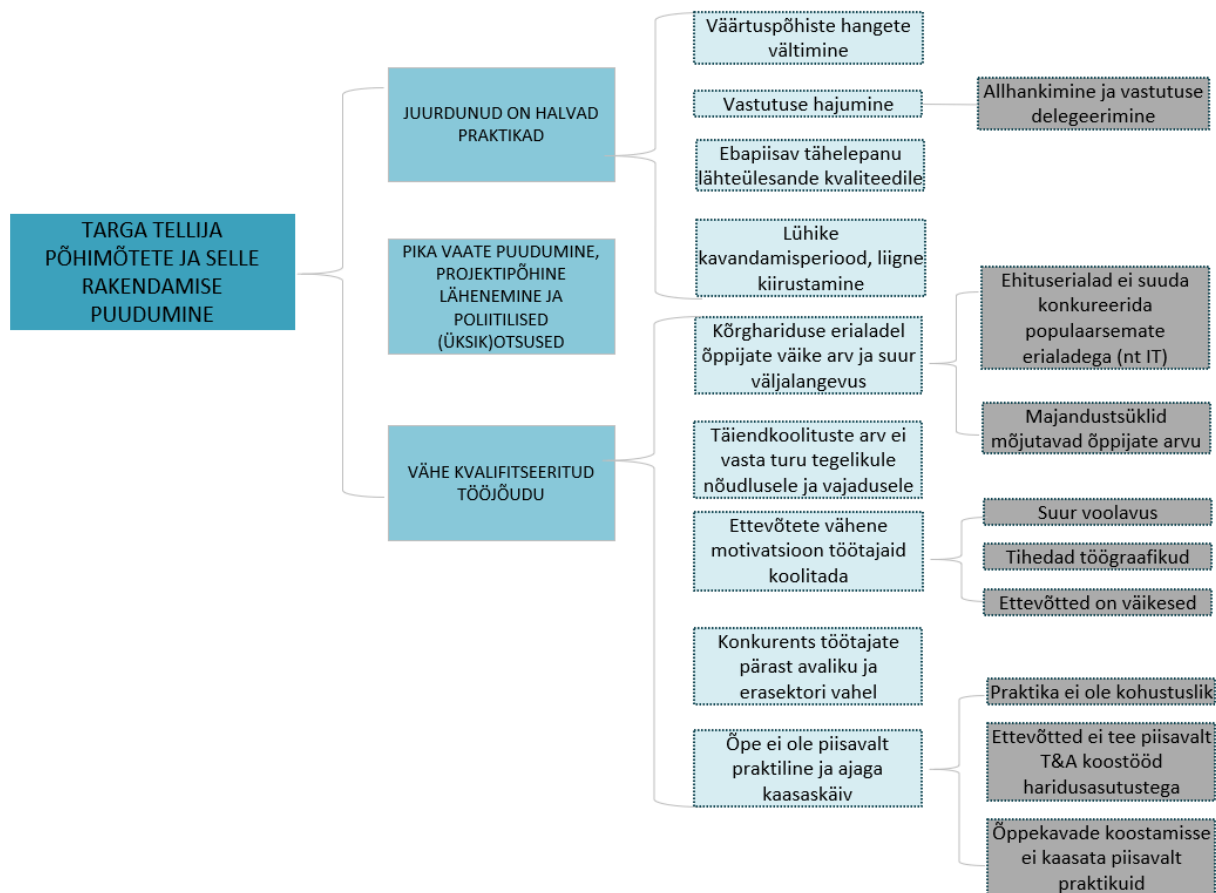 TARGA TELLIJA
PÕHIMÕTETE JA SELLE
RAKENDAMISE
PUUDUMINE
JUURDUNUD ON HALVAD
PRAKTIKAD
Väärtuspõhiste hangete
vältimine
Vastutuse hajumine
Allhankimine ja vastutuse
delegeerimine
Ebapiisav tähelepanu
lähteülesande kvaliteedile
Lühike
kavandamisperiood, liigne
kiirustamine
PIKA VAATE PUUDUMINE,
PROJEKTIPÕHINE
LÄHENEMINE JA
POLIITILISED
(ÜKSIK)OTSUSED
VÄHE KVALIFITSEERITUD
TÖÖJÕUDU
Kõrghariduse erialadel
õppijate väike arv ja suur
väljalangevus
Ehituserialad ei suuda
konkureerida
populaarsemate
erialadega (nt IT)
Majandustsüklid
mõjutavad õppijate arvu
Täiendkoolituste arv ei
vasta turu tegelikule
nõudlusele ja vajadusele
Ettevõtete vähene
motivatsioon töötajaid
koolitada
Suur voolavus
Tihedad töögraafikud
Ettevõtted on väikesed
Konkurents töötajate
pärast avaliku ja
erasektori vahel
Õpe ei ole piisavalt
praktiline ja ajaga
kaasaskäiv
Praktika ei ole kohustuslik
Ettevõtted ei tee piisavalt
T&A koostööd
haridusasutustega
Õppekavade koostamisse
ei kaasata piisavalt
praktikuid